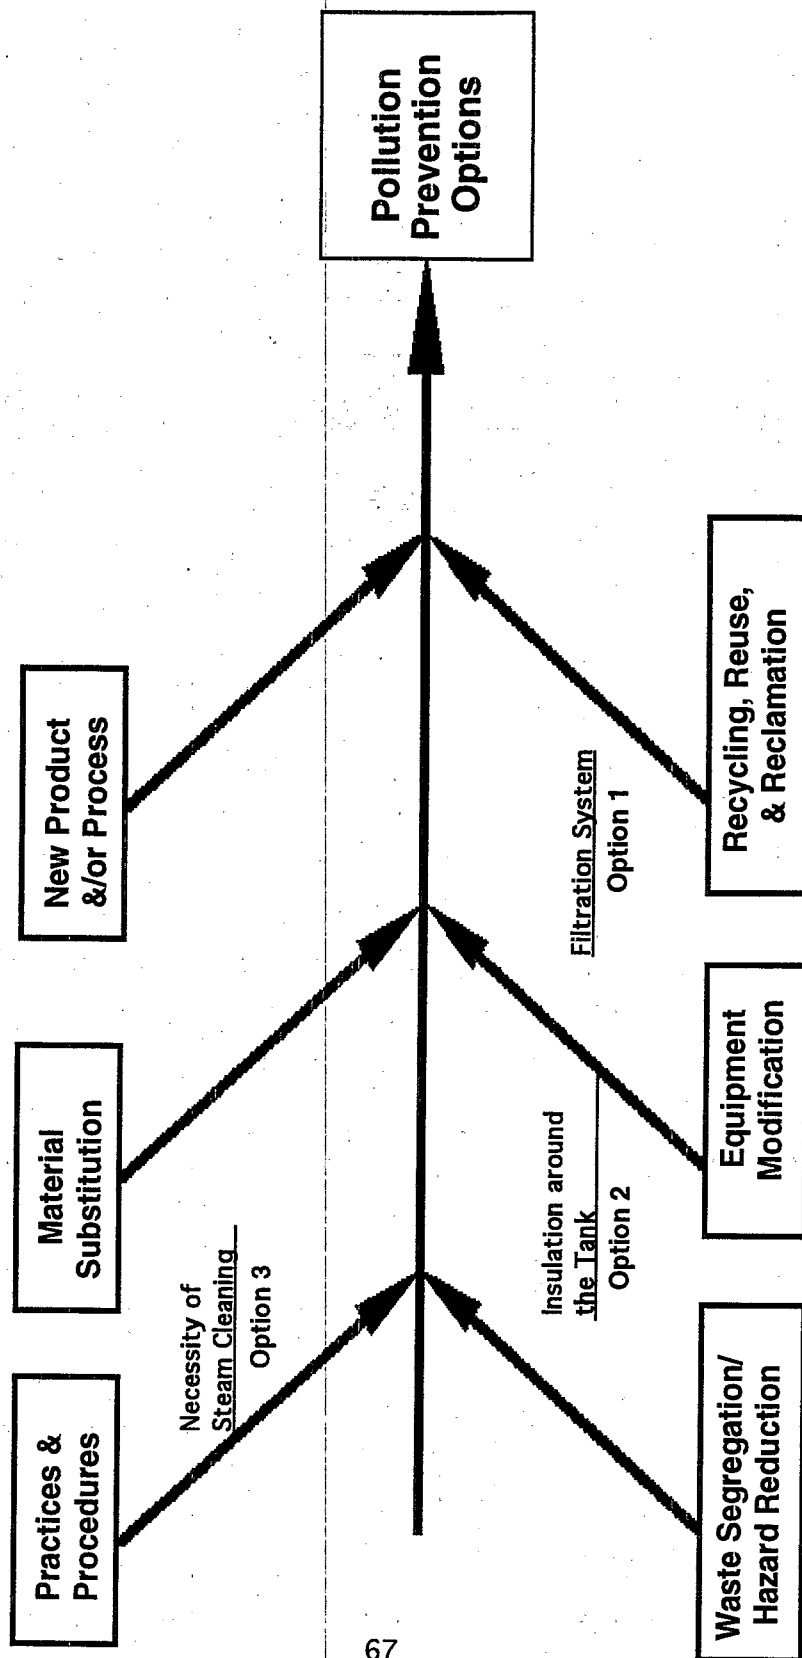 Practices &
Procedures
Material
Substitution
New Product
&/or Process
Necessity of
Steam Cleaning
Option 3
Pollution
Prevention
Options
Insulation around
the Tank
Option 2
Filtration System
Option 1
Waste Segregation/
Hazard Reduction
Equipment
Modification
Recycling, Reuse,
& Reclamation
67